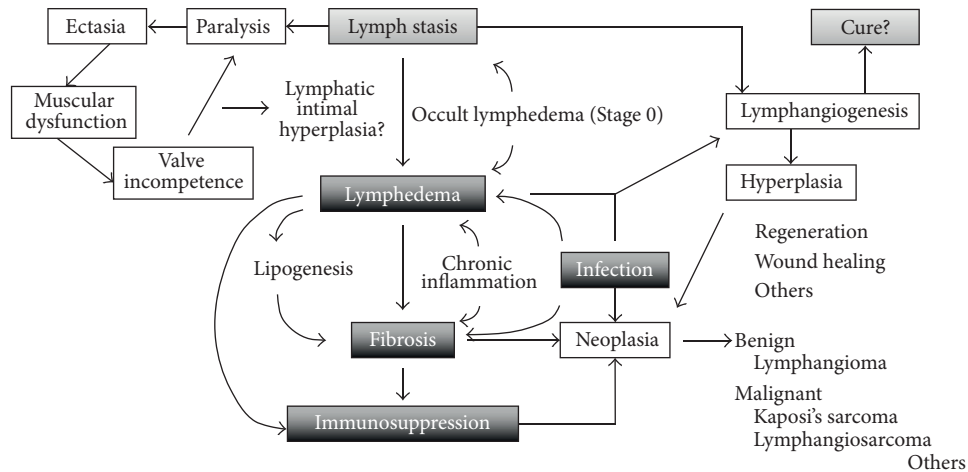 Ectasia
Paralysis
Lymph stasis
Cure?
Muscular
dysfunction
Lymphatic
intimal
hyperplasia?
Occult lymphedema (Stage 0)
Lymphangiogenesis
Valve
incompetence
Lymphedema
Hyperplasia
Regeneration
Wound healing
Others
Lipogenesis
Chronic
inflammation
Infection
Fibrosis
Neoplasia
Benign
Lymphangioma
Malignant
Kaposi's sarcoma
Lymphangiosarcoma
Others
Immunosuppression